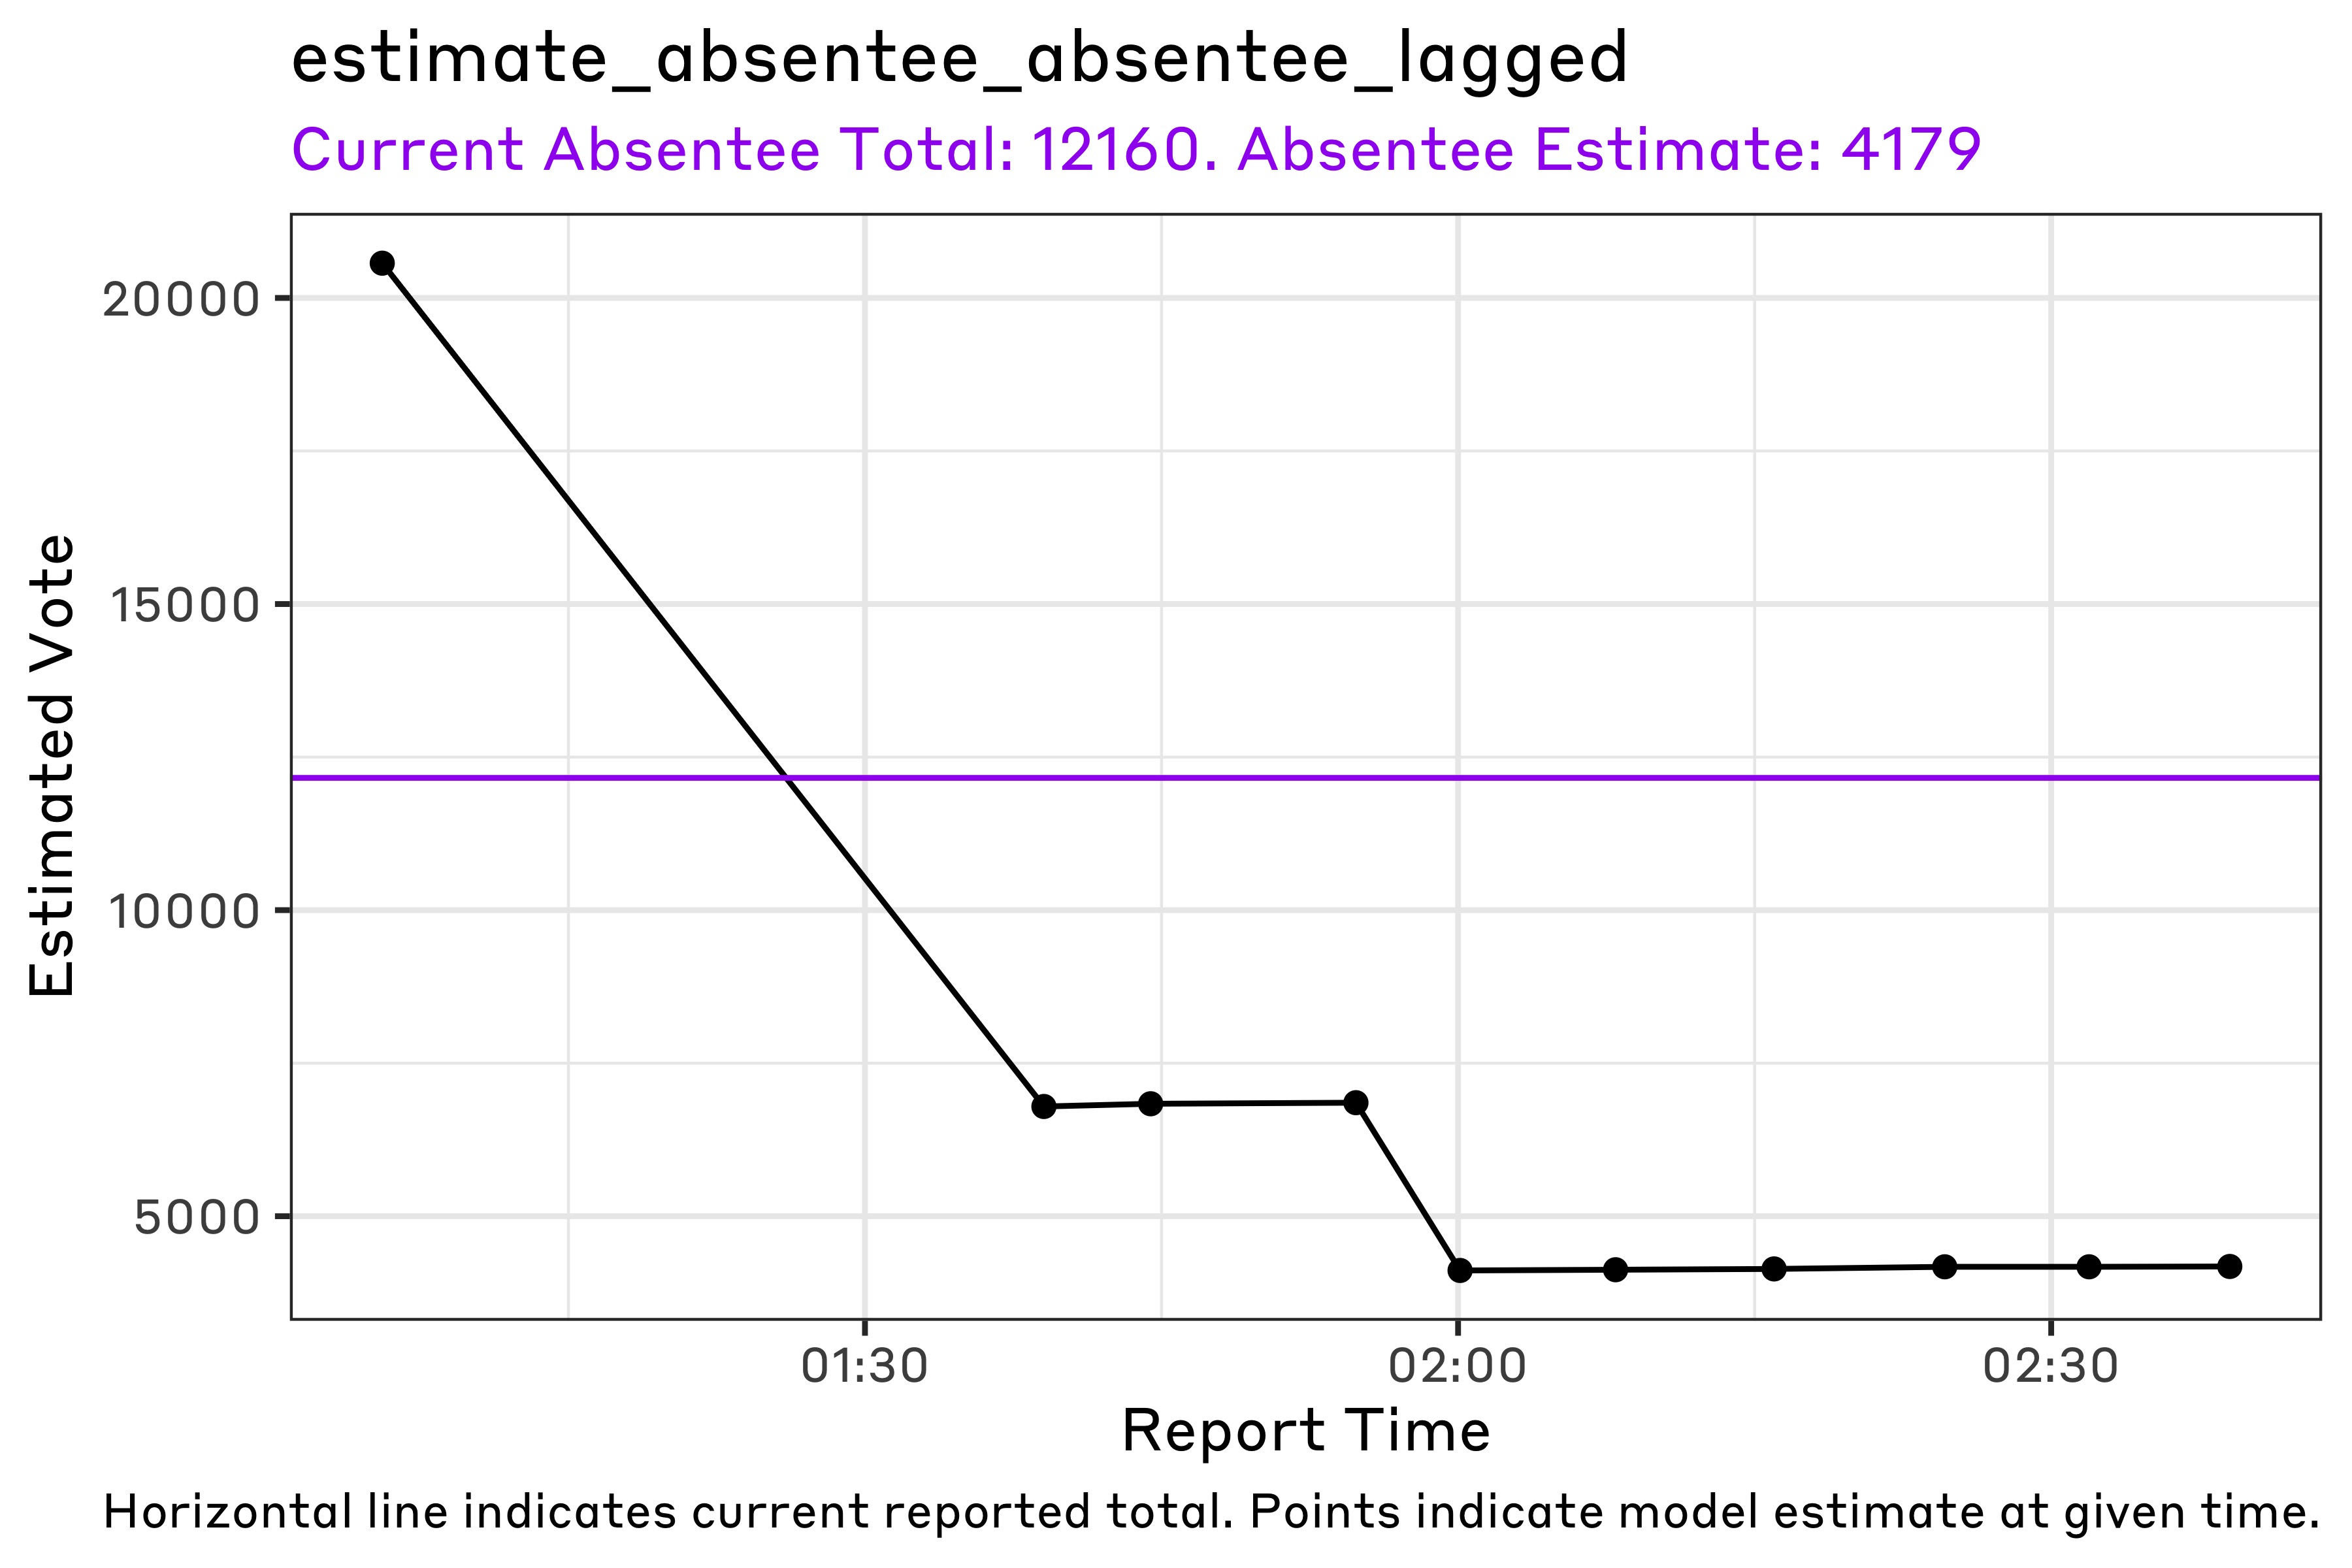 estimate_absentee_absentee_lagged
Current Absentee Total: 12160. Absentee Estimate: 4179
Estimated Vote
20000
15000
10000
5000
01:30 02:00 02:30
Report Time
Horizontal line indicates current reported total. Points indicate model estimate at given time.